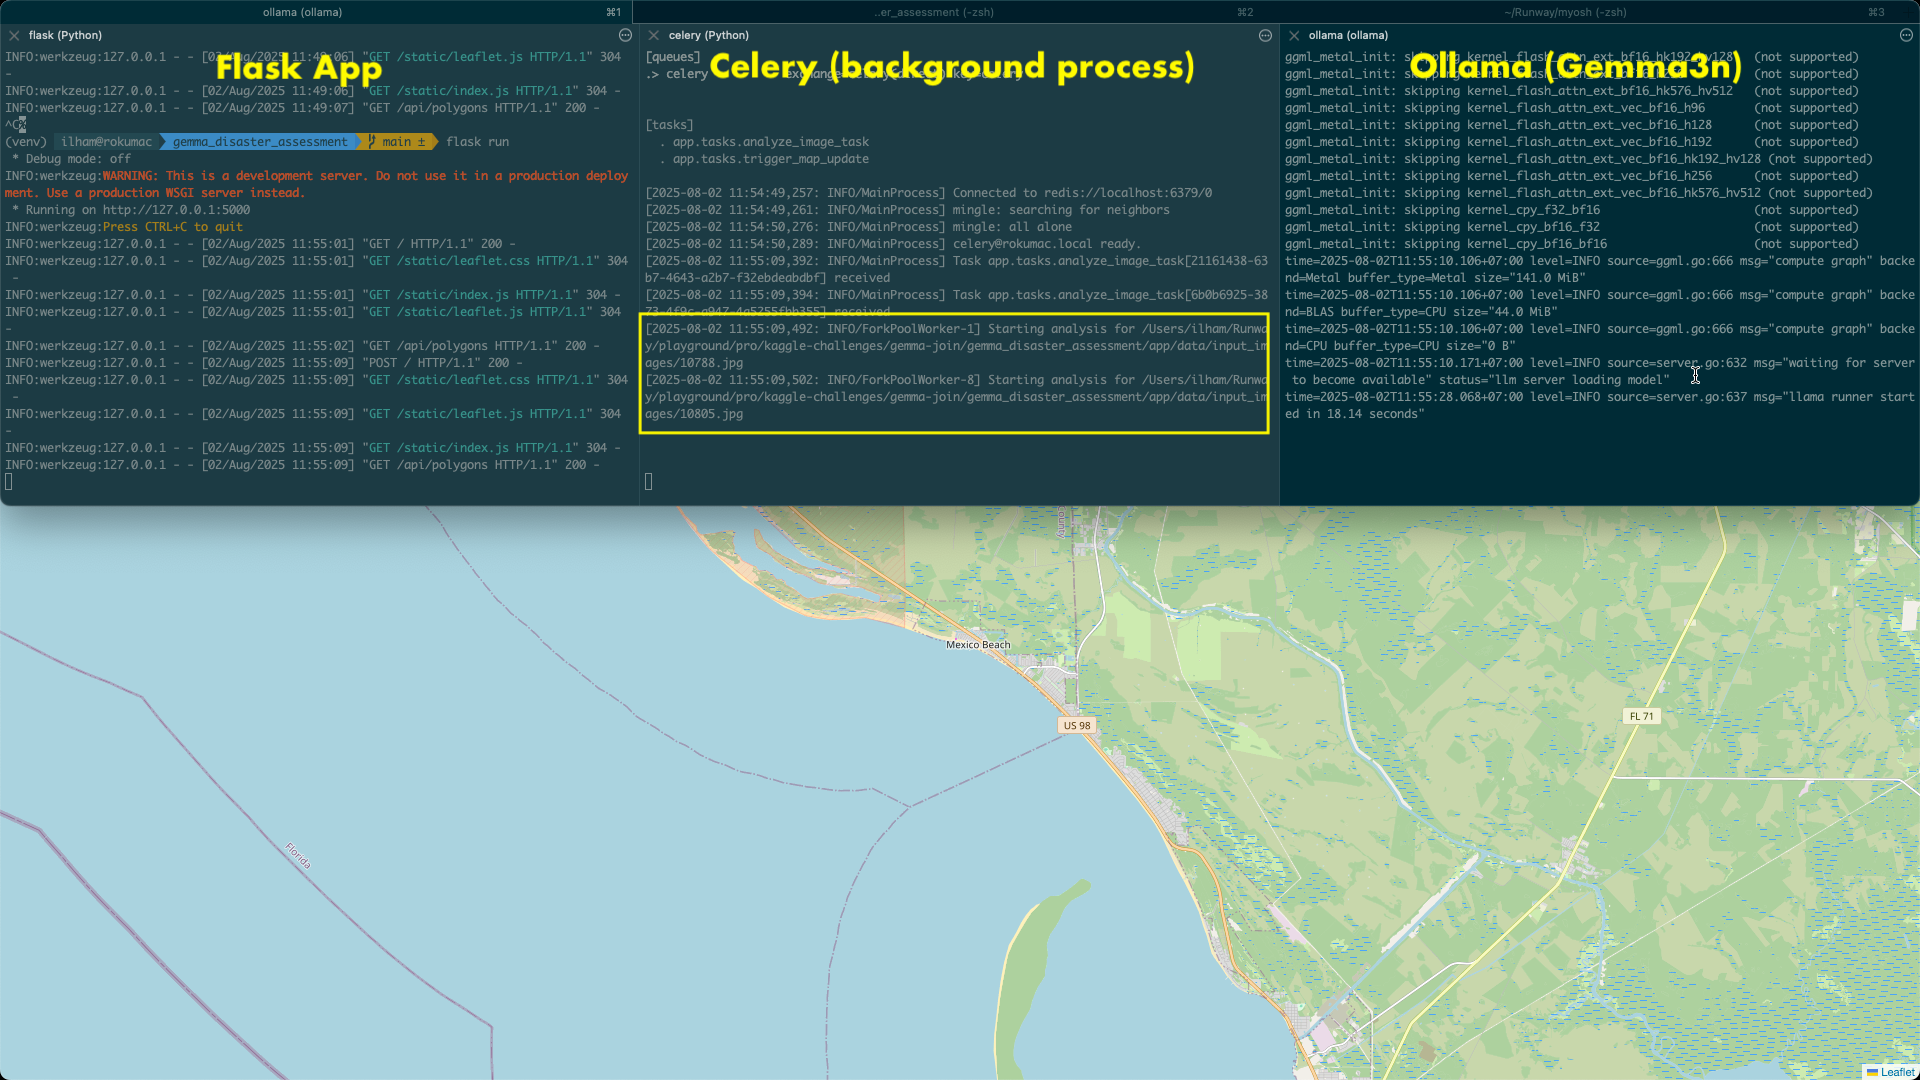 ollama (ollama) ⌘1
..er_assessment (-zsh) ⌘2
~/Runway/myosh (-zsh) ⌘3
flask (Python)
INFO:werkzeug:127.0.0.1 - - [02/Aug/2025 11:49:06] "GET /static/leaflet.js HTTP/1.1" 304
-
Flask App
INFO:werkzeug:127.0.0.1 - - [02/Aug/2025 11:49:06] "GET /static/index.js HTTP/1.1" 304 -
INFO:werkzeug:127.0.0.1 - - [02/Aug/2025 11:49:07] "GET /api/polygons HTTP/1.1" 200 -
^C
(venv) ilham@rokumac gemma_disaster_assessment main ± flask run
* Debug mode: off
INFO:werkzeug:WARNING: This is a development server. Do not use it in a production deploy
ment. Use a production WSGI server instead.
* Running on http://127.0.0.1:5000
INFO:werkzeug:Press CTRL+C to quit
INFO:werkzeug:127.0.0.1 - - [02/Aug/2025 11:55:01] "GET / HTTP/1.1" 200 -
INFO:werkzeug:127.0.0.1 - - [02/Aug/2025 11:55:01] "GET /static/leaflet.css HTTP/1.1" 304
-
INFO:werkzeug:127.0.0.1 - - [02/Aug/2025 11:55:01] "GET /static/index.js HTTP/1.1" 304 -
INFO:werkzeug:127.0.0.1 - - [02/Aug/2025 11:55:01] "GET /static/leaflet.js HTTP/1.1" 304
-
INFO:werkzeug:127.0.0.1 - - [02/Aug/2025 11:55:02] "GET /api/polygons HTTP/1.1" 200 -
INFO:werkzeug:127.0.0.1 - - [02/Aug/2025 11:55:09] "POST / HTTP/1.1" 200 -
INFO:werkzeug:127.0.0.1 - - [02/Aug/2025 11:55:09] "GET /static/leaflet.css HTTP/1.1" 304
-
INFO:werkzeug:127.0.0.1 - - [02/Aug/2025 11:55:09] "GET /static/leaflet.js HTTP/1.1" 304
-
INFO:werkzeug:127.0.0.1 - - [02/Aug/2025 11:55:09] "GET /static/index.js HTTP/1.1" 304 -
INFO:werkzeug:127.0.0.1 - - [02/Aug/2025 11:55:09] "GET /api/polygons HTTP/1.1" 200 -
celery (Python)
[queues]
Celery (background process)
.> celery
[tasks]
. app.tasks.analyze_image_task
. app.tasks.trigger_map_update
[2025-08-02 11:54:49,257: INFO/MainProcess] Connected to redis://localhost:6379/0
[2025-08-02 11:54:49,261: INFO/MainProcess] mingle: searching for neighbors
[2025-08-02 11:54:50,276: INFO/MainProcess] mingle: all alone
[2025-08-02 11:54:50,289: INFO/MainProcess] celery@rokumac.local ready.
[2025-08-02 11:55:09,392: INFO/MainProcess] Task app.tasks.analyze_image_task[21161438-63
b7-4643-a2b7-f32ebdeabdbf] received
[2025-08-02 11:55:09,394: INFO/MainProcess] Task app.tasks.analyze_image_task[6b0b6925-38
73-4f9c-a947-4a5255fbb355] received
[2025-08-02 11:55:09,492: INFO/ForkPoolWorker-1] Starting analysis for /Users/ilham/Runwa
y/playground/pro/kaggle-challenges/gemma-join/gemma_disaster_assessment/app/data/input_im
ages/10788.jpg
[2025-08-02 11:55:09,502: INFO/ForkPoolWorker-8] Starting analysis for /Users/ilham/Runwa
y/playground/pro/kaggle-challenges/gemma-join/gemma_disaster_assessment/app/data/input_im
ages/10805.jpg
ollama (ollama)
ggml_metal_init: skipping kernel_flash_attn_ext_bf16_hk192_hv128 (not supported)
Ollama (Gemma3n)
ggml_metal_init: skipping (not supported)
ggml_metal_init: skipping kernel_flash_attn_ext_bf16_hk576_hv512 (not supported)
ggml_metal_init: skipping kernel_flash_attn_ext_vec_bf16_h96 (not supported)
ggml_metal_init: skipping kernel_flash_attn_ext_vec_bf16_h128 (not supported)
ggml_metal_init: skipping kernel_flash_attn_ext_vec_bf16_h192 (not supported)
ggml_metal_init: skipping kernel_flash_attn_ext_vec_bf16_hk192_hv128 (not supported)
ggml_metal_init: skipping kernel_flash_attn_ext_vec_bf16_h256 (not supported)
ggml_metal_init: skipping kernel_flash_attn_ext_vec_bf16_hk576_hv512 (not supported)
ggml_metal_init: skipping kernel_cpy_f32_bf16 (not supported)
ggml_metal_init: skipping kernel_cpy_bf16_f32 (not supported)
ggml_metal_init: skipping kernel_cpy_bf16_bf16 (not supported)
time=2025-08-02T11:55:10.106+07:00 level=INFO source=ggml.go:666 msg="compute graph" backe
nd=Metal buffer_type=Metal size="141.0 MiB"
time=2025-08-02T11:55:10.106+07:00 level=INFO source=ggml.go:666 msg="compute graph" backe
nd=BLAS buffer_type=CPU size="44.0 MiB"
time=2025-08-02T11:55:10.106+07:00 level=INFO source=ggml.go:666 msg="compute graph" backe
nd=CPU buffer_type=CPU size="0 B"
time=2025-08-02T11:55:10.171+07:00 level=INFO source=server.go:632 msg="waiting for server
to become available" status="llm server loading model"
time=2025-08-02T11:55:28.068+07:00 level=INFO source=server.go:637 msg="llama runner start
ed in 18.14 seconds"
County
Mexico Beach
US 98
FL 71
Florida
Leaflet